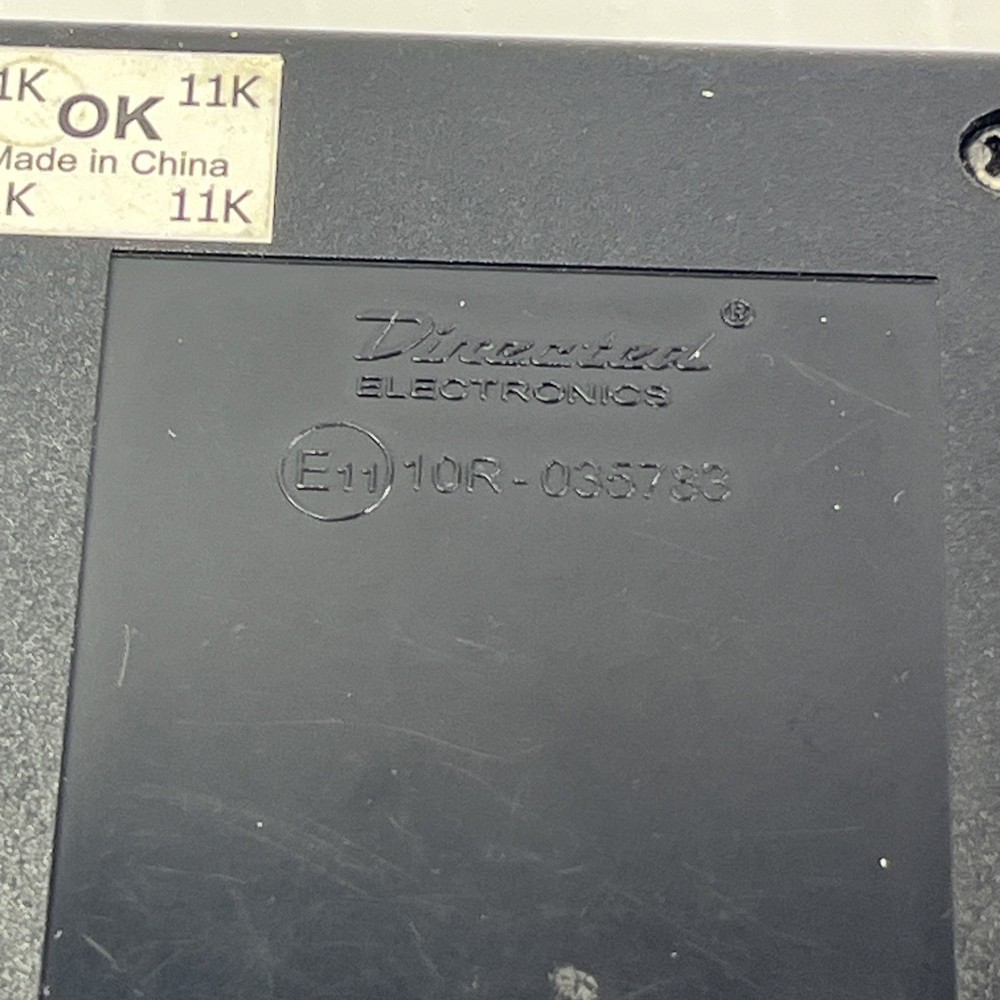 1K 11K
OK
Made in China
K 11K
Directed®
ELECTRONICS
E11 10R-035783